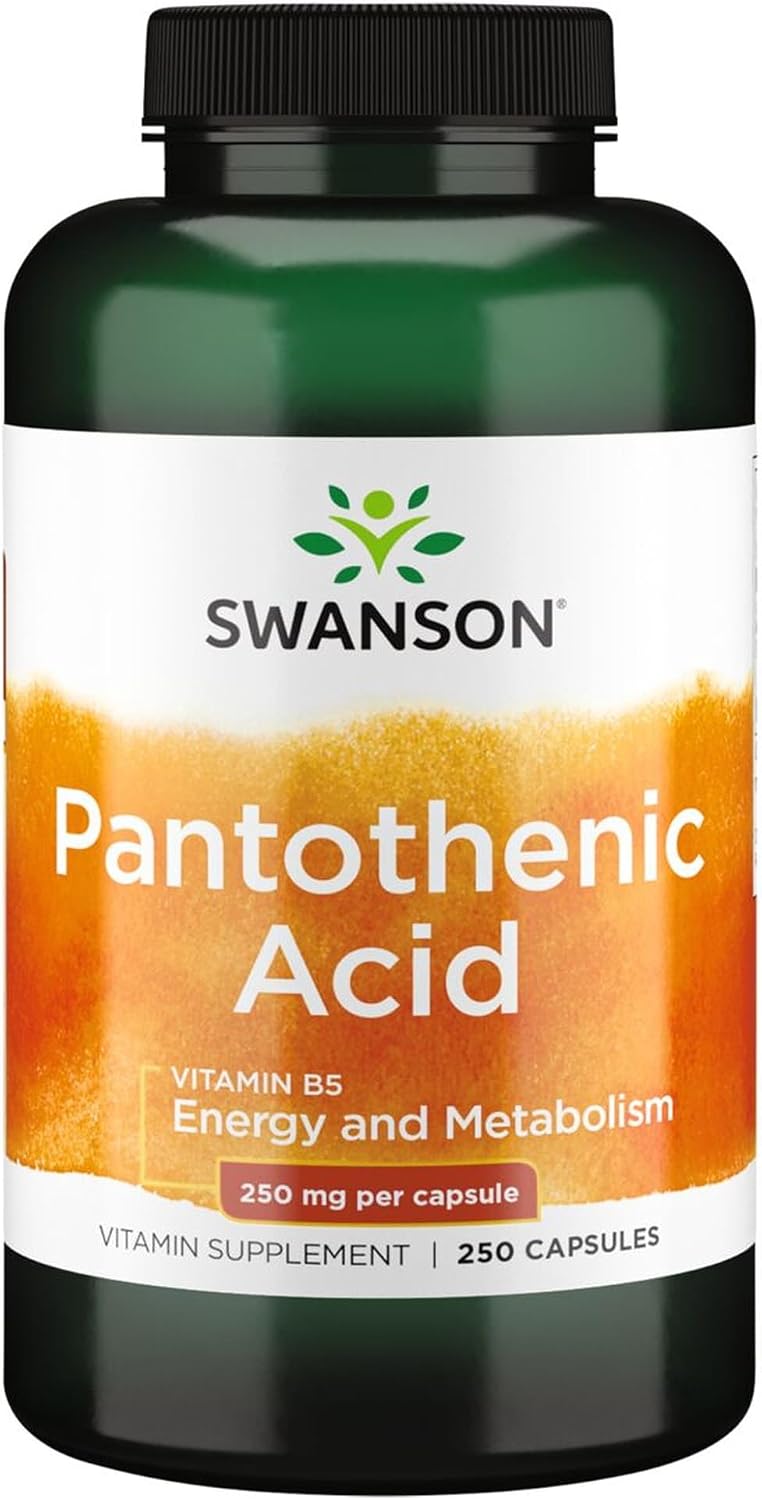 SWANSON®
Pantothenic
Acid
VITAMIN B5
Energy and Metabolism
250 mg per capsule
VITAMIN SUPPLEMENT | 250 CAPSULES